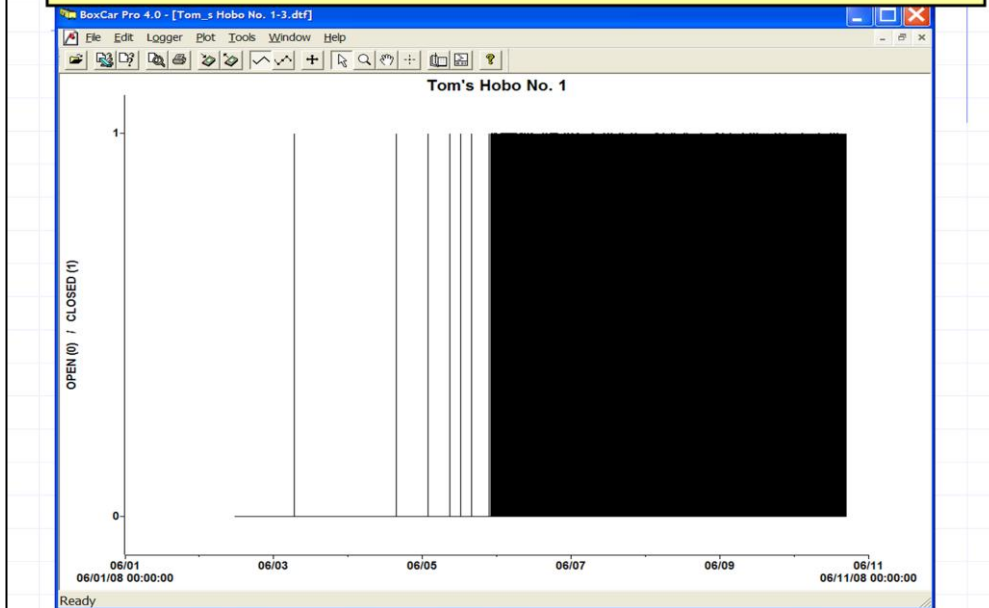 BoxCar Pro 4.0 - [Tom_s Hobo No. 1-3.dtf]
File Edit Logger Plot Tools Window Help
Tom's Hobo No. 1
1
OPEN (0) / CLOSED (1)
0
06/01 06/03 06/05 06/07 06/09 06/11
06/01/08 00:00:00 06/11/08 00:00:00
Ready